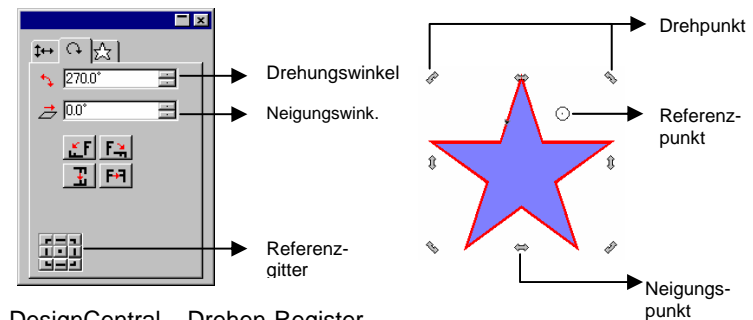 Drehpunkt
270.0°
Drehungswinkel
0.0°
Neigungswink.
Referenz-
punkt
Referenz-
gitter
Neigungs-
punkt
DesignCentral – Drehen-Register